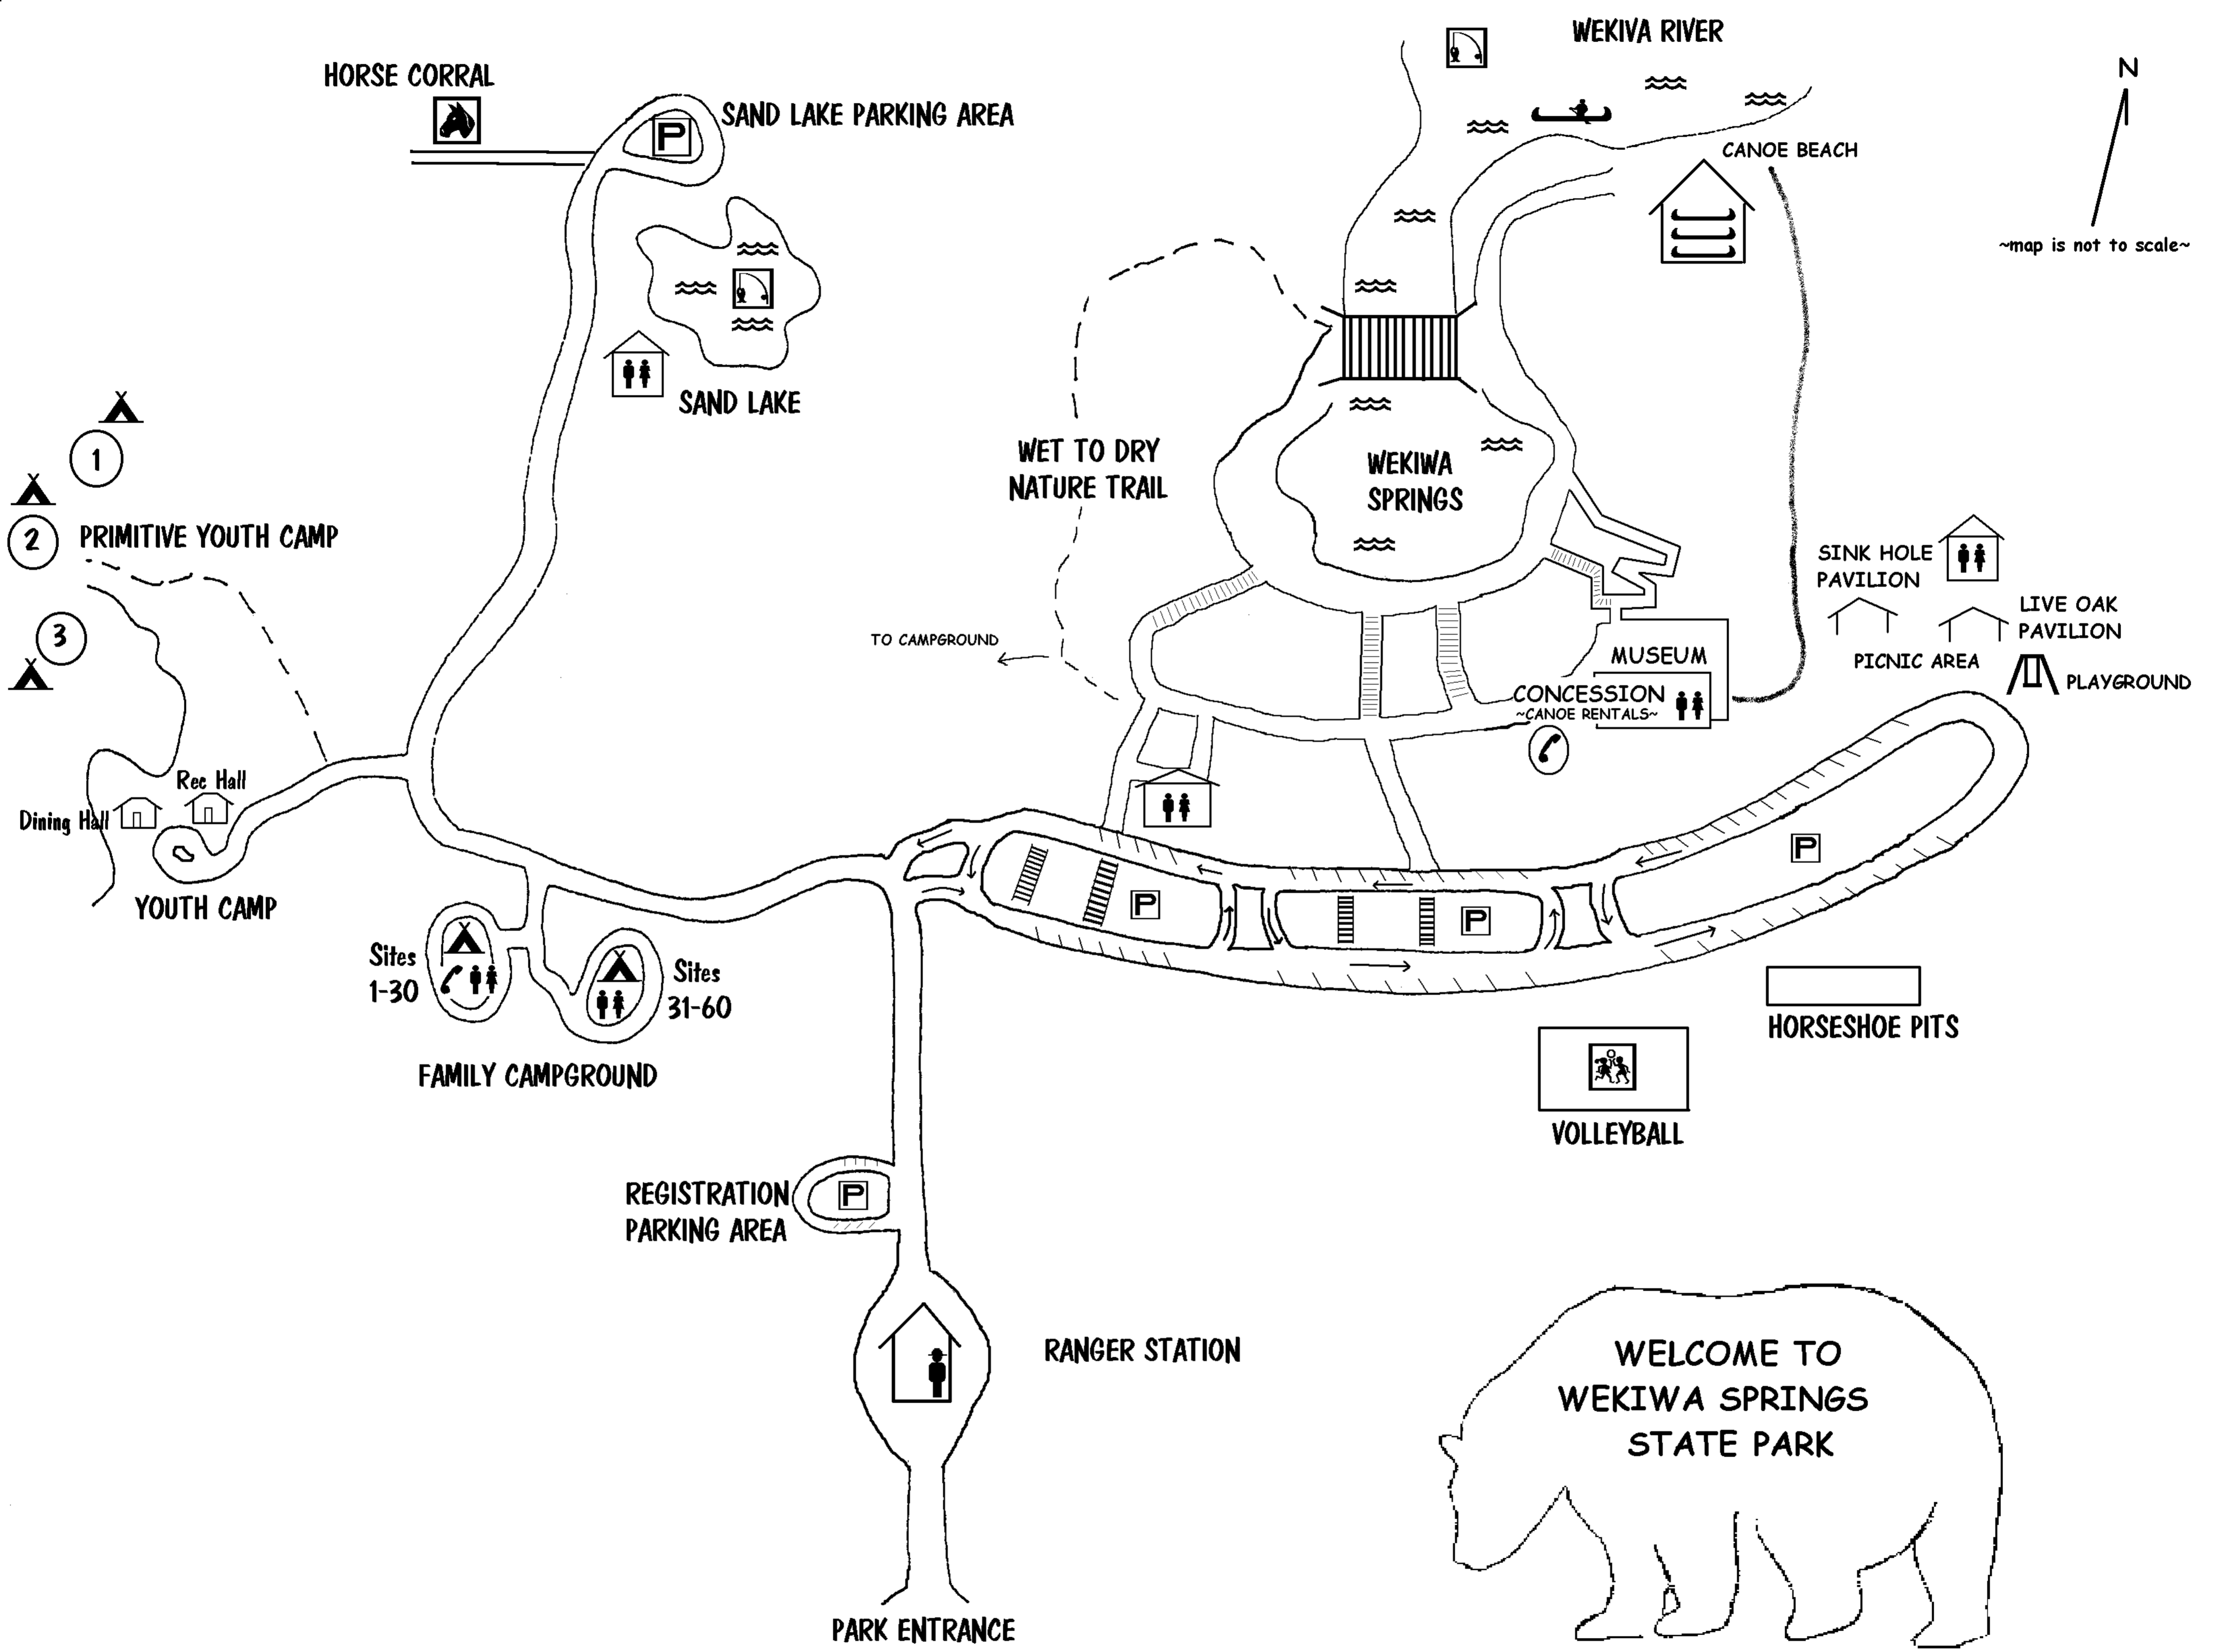 WEKIVA RIVER
N
HORSE CORRAL
P
SAND LAKE PARKING AREA
CANOE BEACH
~map is not to scale~
SAND LAKE
1
2
PRIMITIVE YOUTH CAMP
3
WET TO DRY
NATURE TRAIL
WEKIWA
SPRINGS
SINK HOLE
PAVILION
LIVE OAK
PAVILION
PICNIC AREA
PLAYGROUND
TO CAMPGROUND
MUSEUM
CONCESSION
~CANOE RENTALS~
Rec Hall
Dining Hall
YOUTH CAMP
P
P
P
Sites
1-30
Sites
31-60
FAMILY CAMPGROUND
HORSESHOE PITS
VOLLEYBALL
REGISTRATION
PARKING AREA
P
RANGER STATION
WELCOME TO
WEKIWA SPRINGS
STATE PARK
PARK ENTRANCE